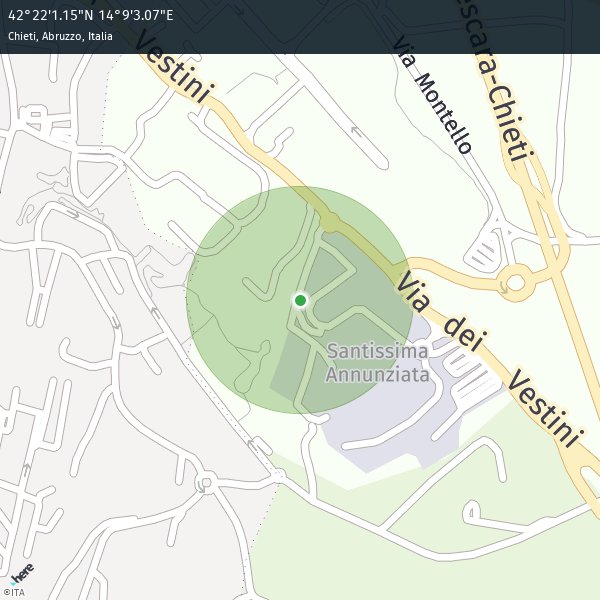 42°22'1.15"N 14°9'3.07"E
Chieti, Abruzzo, Italia
Vestini
Via Montello
escara-Chieti
Via dei Vestini
Santissima
Annunziata
here
©ITA